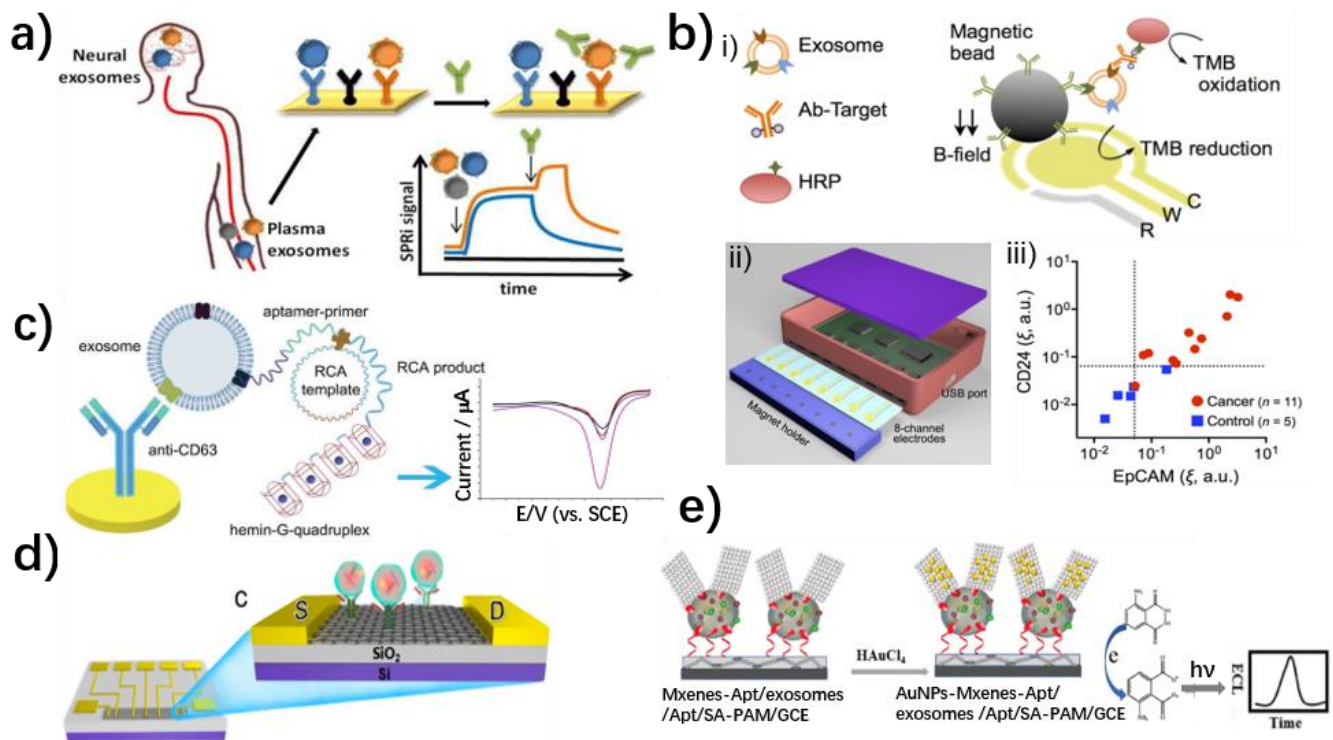 a)
Neural
exosomes
Plasma
exosomes
SPRi signal
time
b)
i)
Exosome
Ab-Target
HRP
Magnetic
bead
B-field
TMB
oxidation
TMB reduction
C
W
R
ii)
USB port
8-channel
electrodes
Magnet holder
iii)
CD24 (ξ, a.u.)
10¹
10⁰
10⁻¹
10⁻²
Cancer (n = 11)
Control (n = 5)
10⁻² 10⁻¹ 10⁰ 10¹
EpCAM (ξ, a.u.)
c)
exosome
anti-CD63
aptamer-primer
RCA
template
RCA product
hemin-G-quadruplex
Current / μA
E/V (vs. SCE)
d)
C
S
D
SiO₂
Si
e)
Mxenes-Apt/exosomes
/Apt/SA-PAM/GCE
HAuCl₄
AuNPs-Mxenes-Apt/
exosomes /Apt/SA-PAM/GCE
e
hν
ECL
Time